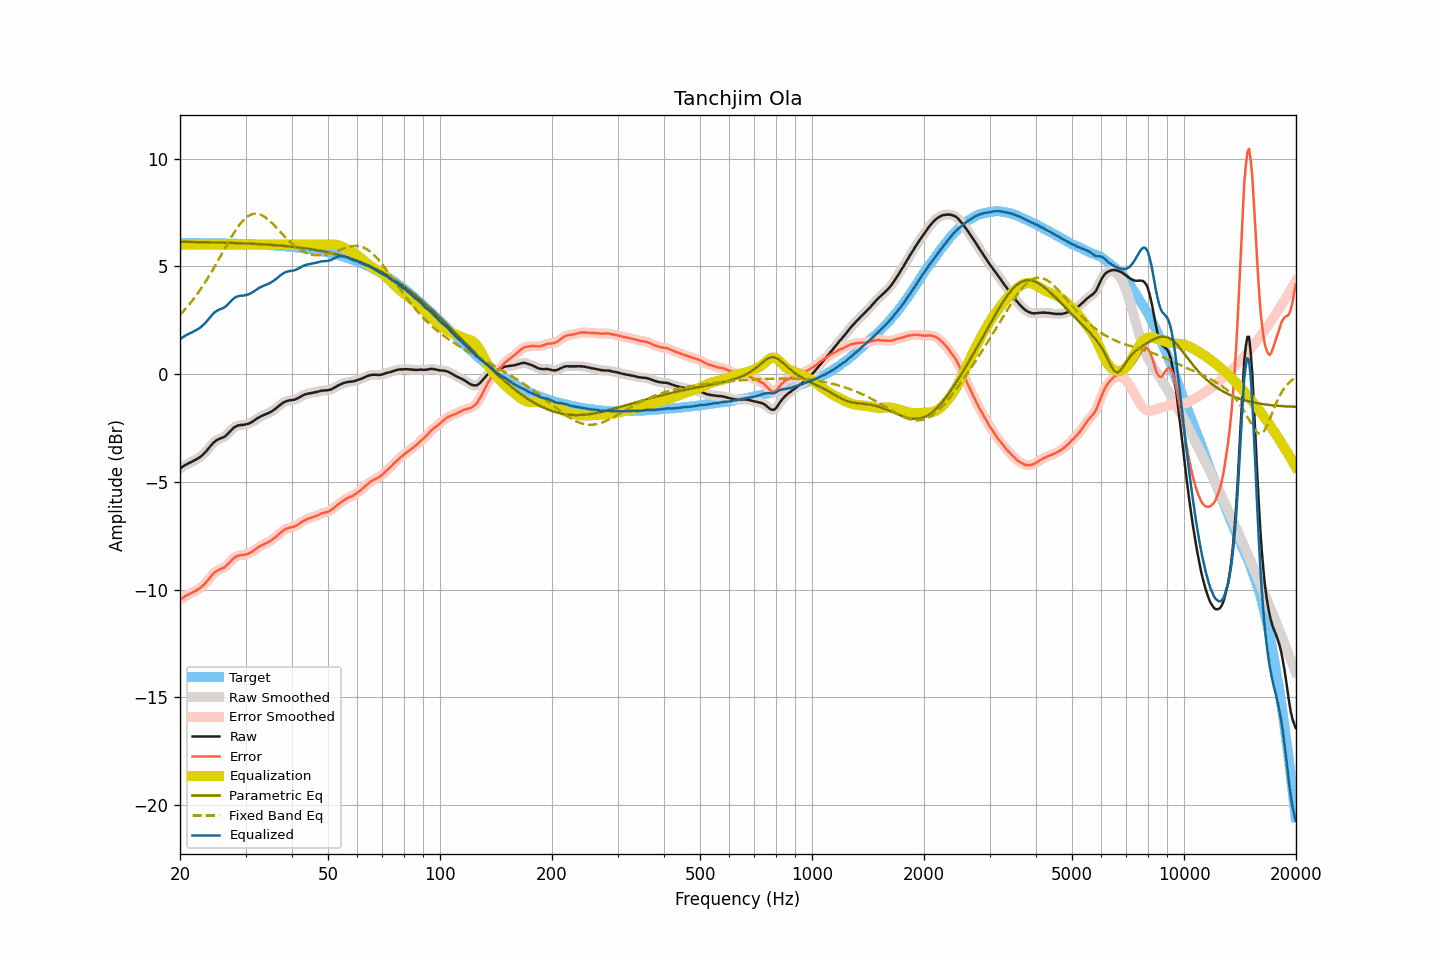 Tanchjim Ola
10
5
0
−5
−10
−15
−20
Amplitude (dBr)
Target
Raw Smoothed
Error Smoothed
Raw
Error
Equalization
Parametric Eq
Fixed Band Eq
Equalized
20 50 100 200 500 1000 2000 5000 10000 20000
Frequency (Hz)